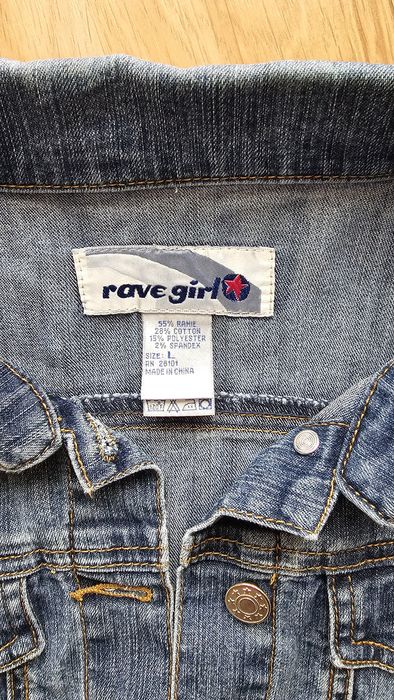 rave girl
55% RAMIE
28% COTTON
15% POLYESTER
2% SPANDEX
SIZE: L
RN 28101
MADE IN CHINA